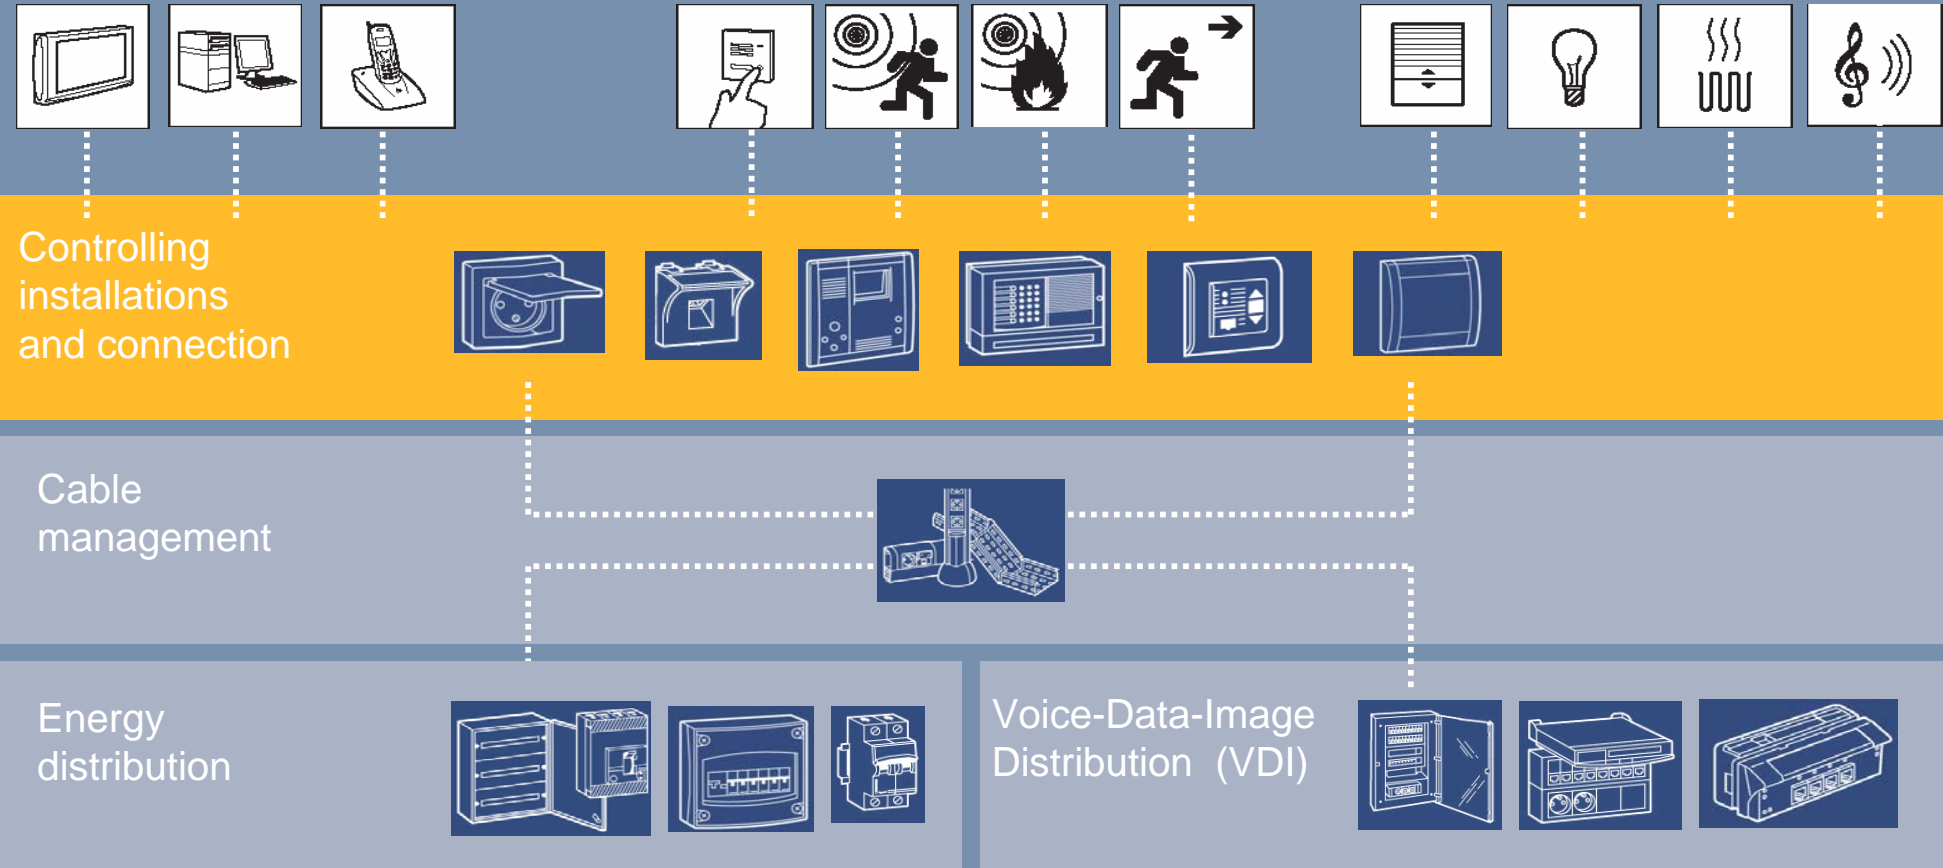 Controlling
installations
and connection
Cable
management
Energy
distribution
Voice-Data-Image
Distribution (VDI)